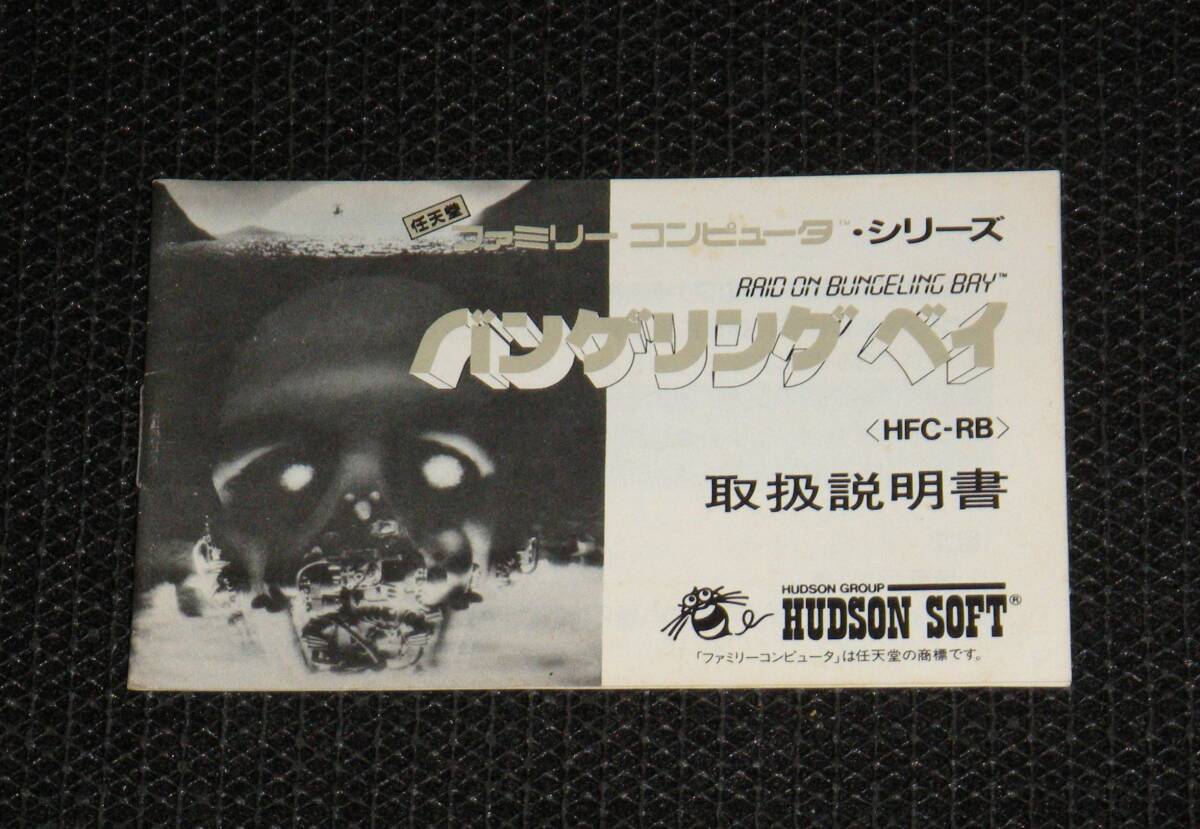 任天堂
ファミリー コンピュータ™・シリーズ
RAID ON BUNGELING BAY™
バンゲリング ベイ
〈HFC-RB〉
取扱説明書
HUDSON GROUP
HUDSON SOFT®
「ファミリーコンピュータ」は任天堂の商標です。